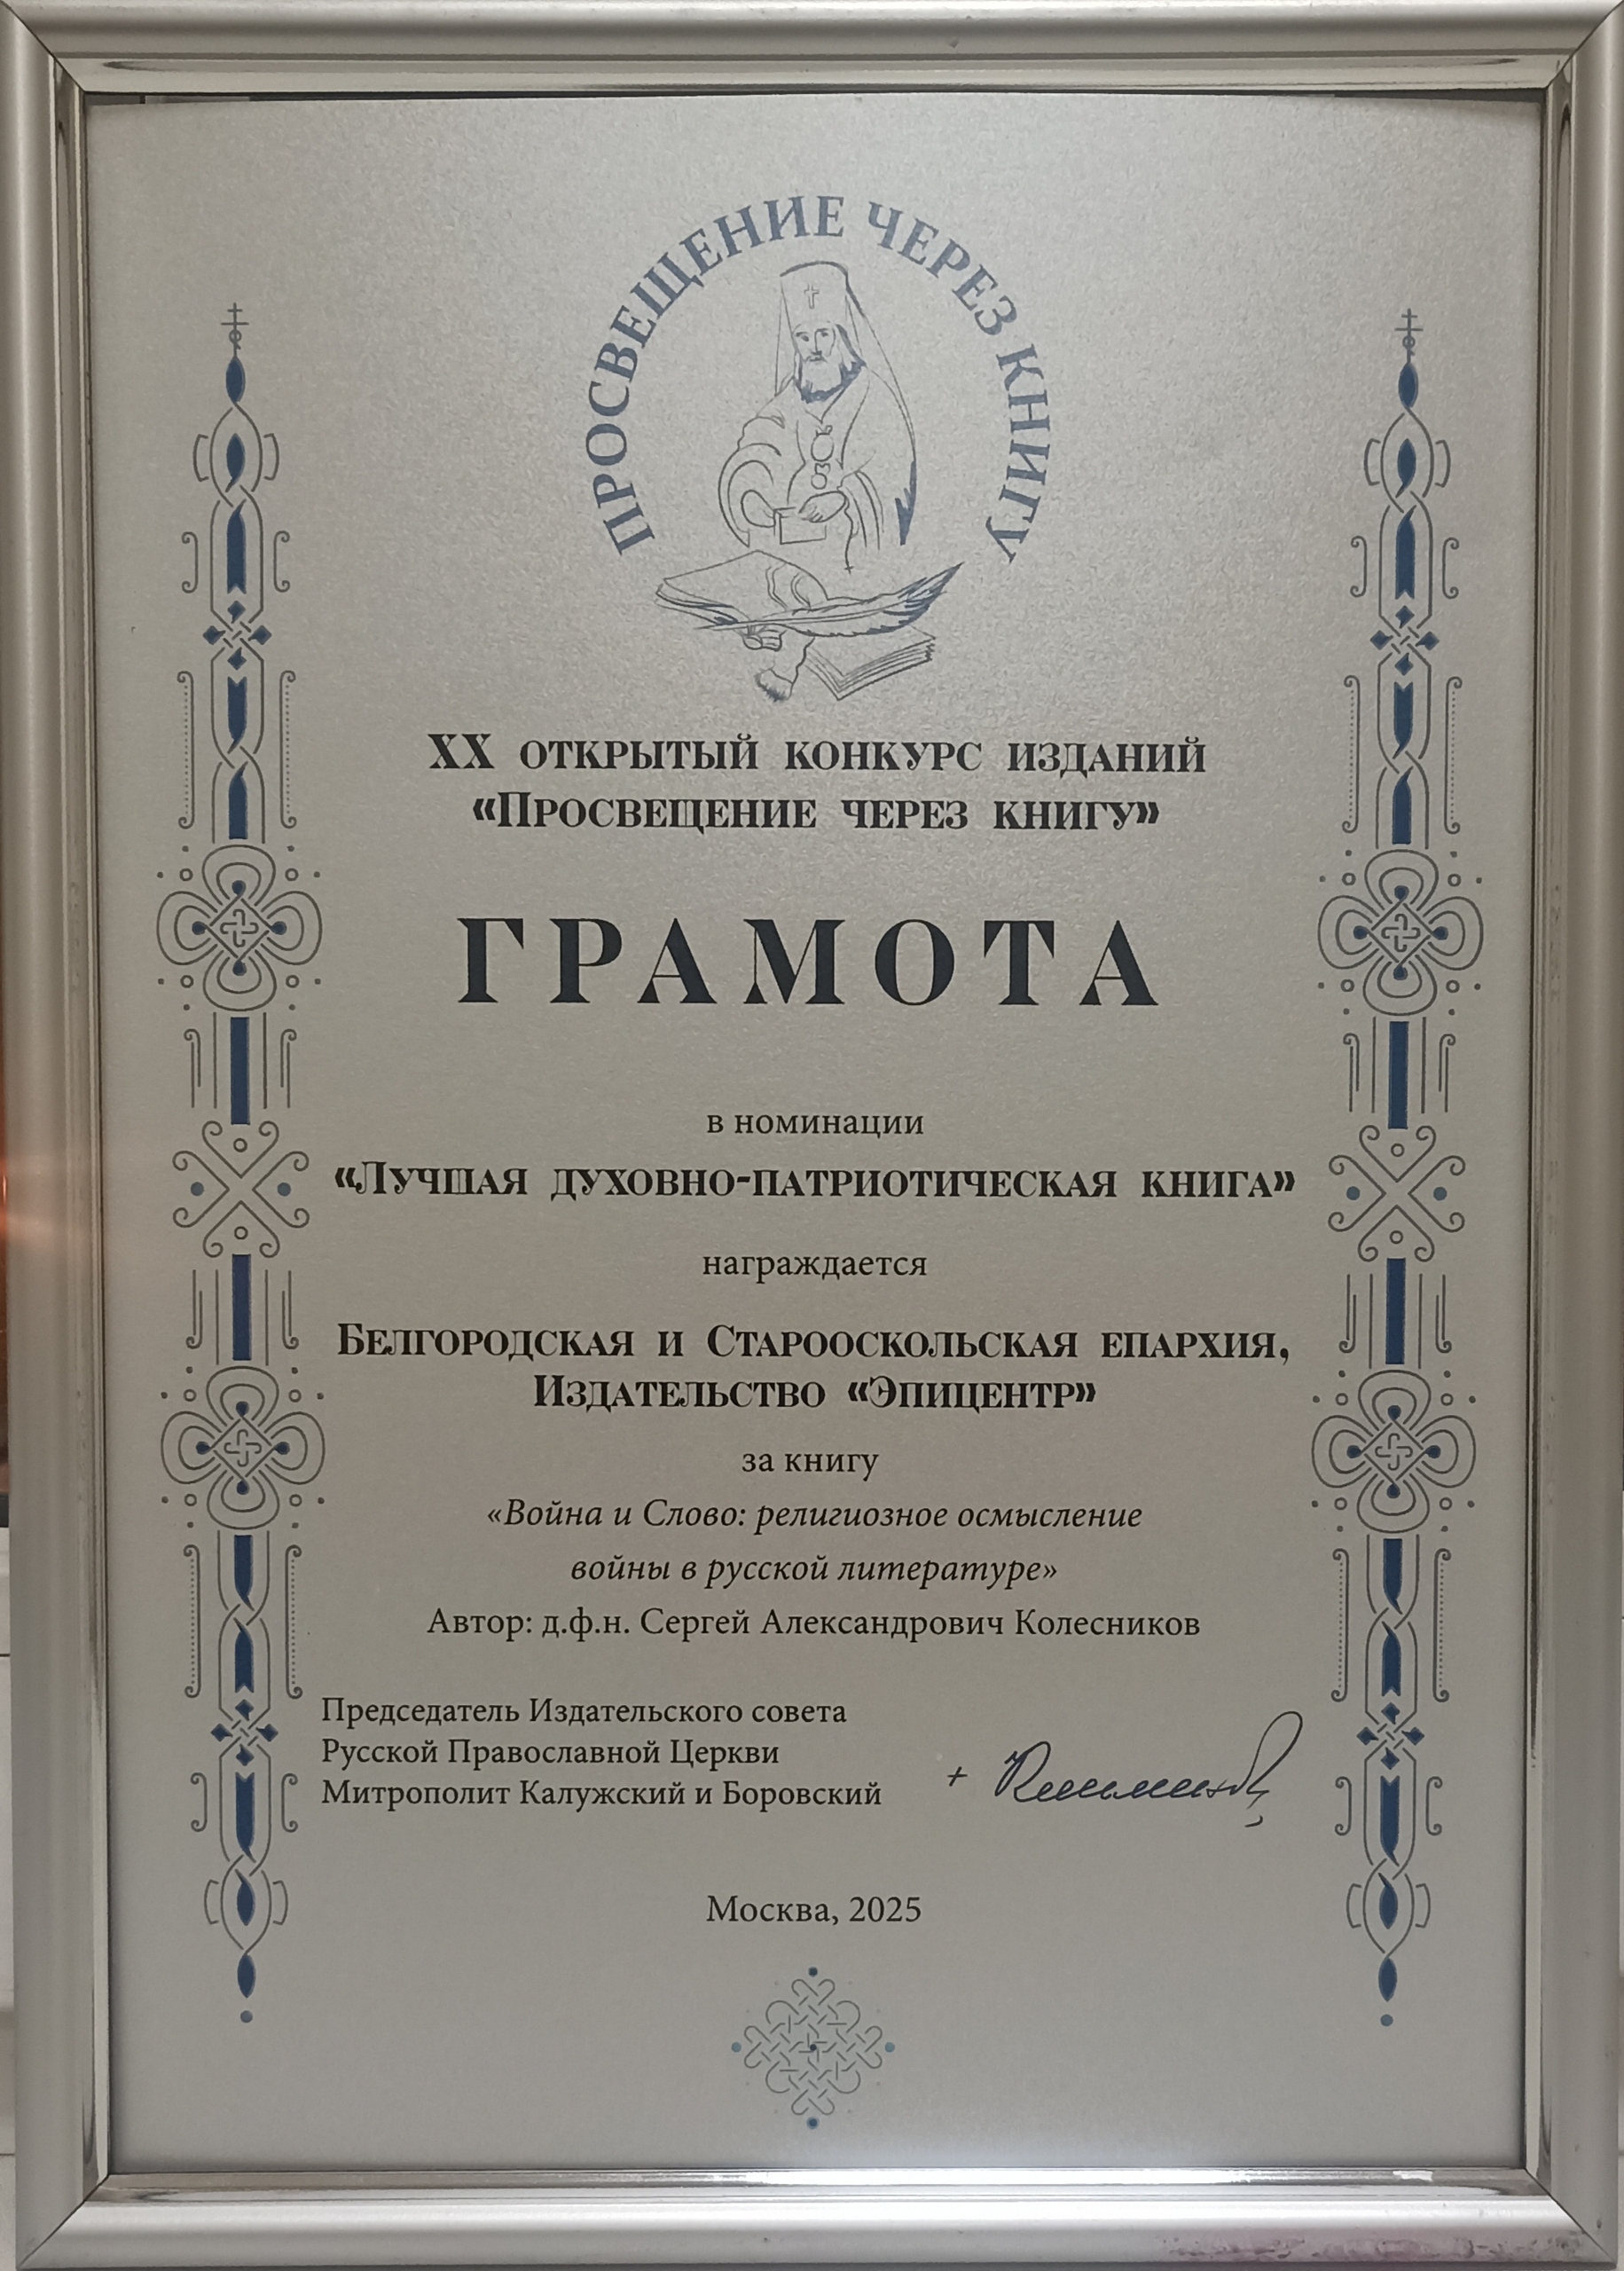 ПРОСВЕЩЕНИЕ ЧЕРЕЗ КНИГУ
XX ОТКРЫТЫЙ КОНКУРС ИЗДАНИЙ
«ПРОСВЕЩЕНИЕ ЧЕРЕЗ КНИГУ»
ГРАМОТА
в номинации
«ЛУЧШАЯ ДУХОВНО-ПАТРИОТИЧЕСКАЯ КНИГА»
награждается
БЕЛГОРОДСКАЯ И СТАРООСКОЛЬСКАЯ ЕПАРХИЯ,
ИЗДАТЕЛЬСТВО «ЭПИЦЕНТР»
за книгу
«Война и Слово: религиозное осмысление
войны в русской литературе»
Автор: д.ф.н. Сергей Александрович Колесников
Председатель Издательского совета
Русской Православной Церкви
Митрополит Калужский и Боровский
Москва, 2025